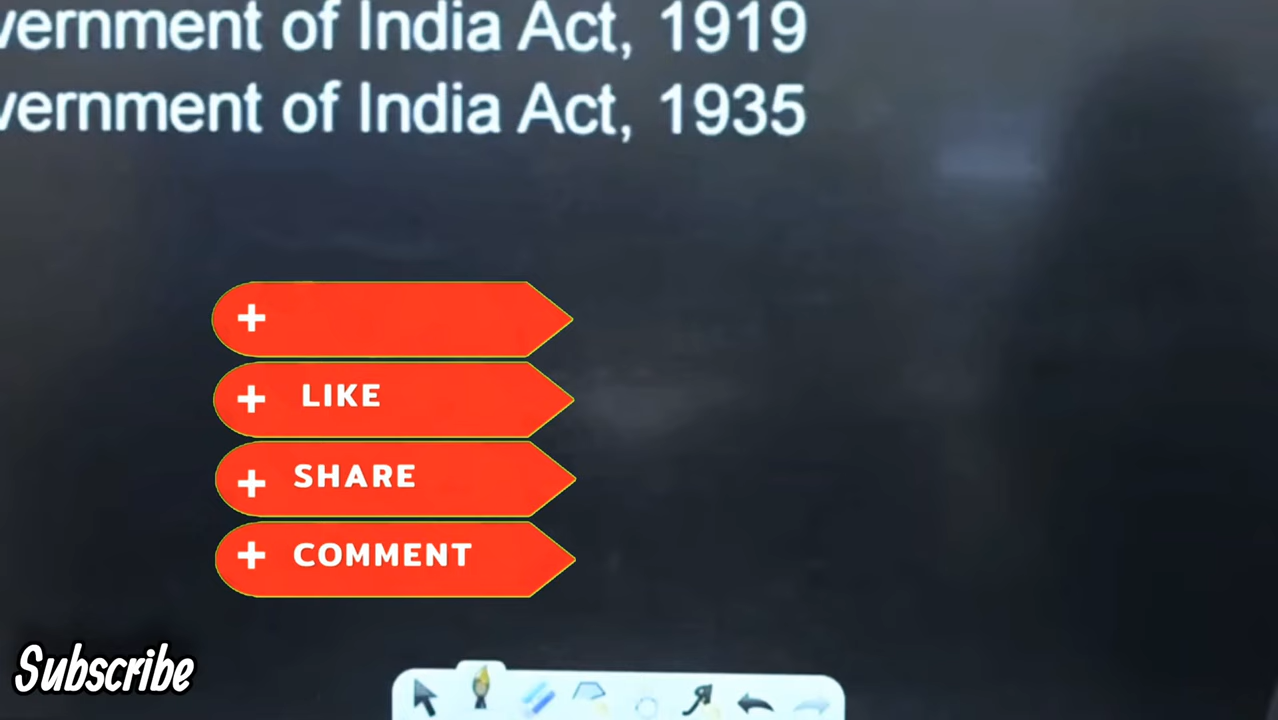 vernment of India Act, 1919
vernment of India Act, 1935
+
+ LIKE
+ SHARE
+ COMMENT
Subscribe